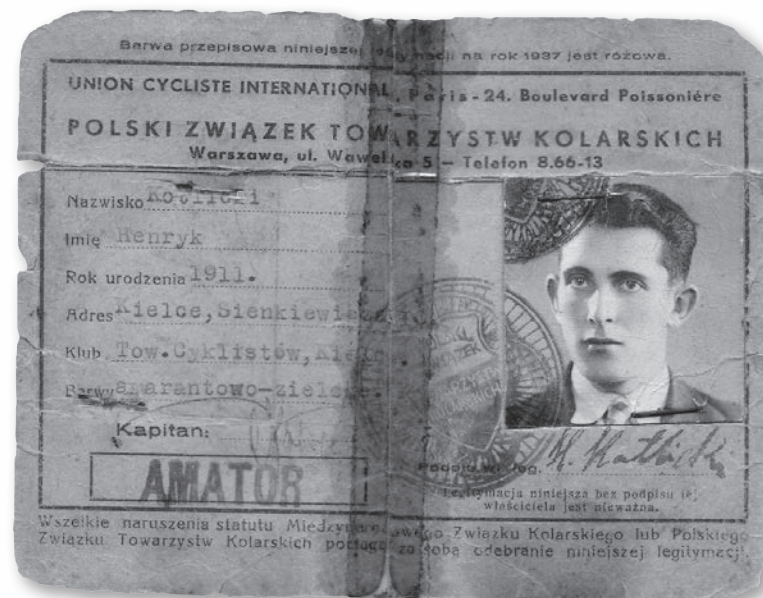 Barwa przepisowa niniejszej na rok 1937 jest różowa.
UNION CYCLISTE INTERNATIONAL, Paris - 24. Boulevard Poissoniére
POLSKI ZWIĄZEK TOWARZYSTW KOLARSKICH
Warszawa, ul. Wawelska 5 - Telefon 8.66-13
Nazwisko
Imię Henryk
Rok urodzenia 1911.
Adres Kielce, Sienkiewicza
Klub Tow.Cyklistów, Kielce.
Barwy amarantowo-zielone.
Kapitan:
AMATOR
Podpis wł. leg. H.
Legitymacja niniejsza bez podpisu jej
właściciela jest nieważna.
Wszelkie naruszenia statutu Międzynarodowego Związku Kolarskiego lub Polskiego
Związku Towarzystw Kolarskich pociąga za sobą odebranie niniejszej legitymacji.